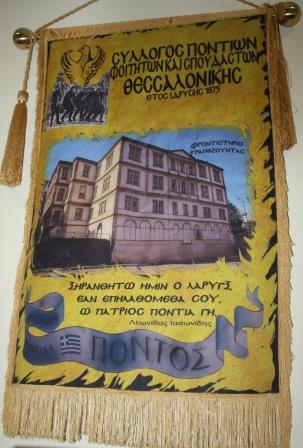 ΣΥΛΛΟΓΟΣ ΠΟΝΤΙΩΝ
ΦΟΙΤΗΤΩΝ ΚΑΙ ΣΠΟΥΔΑΣΤΩΝ
ΘΕΣΣΑΛΟΝΙΚΗΣ
ΕΤΟΣ ΙΔΡΥΣΗΣ 1975
ΦΡΟΝΤΙΣΤΗΡΙΟ
ΤΡΑΠΕΖΟΥΝΤΑΣ
ΞΗΡΑΝΘΗΤΩ ΗΜΙΝ Ο ΛΑΡΥΓΞ,
ΕΑΝ ΕΠΗΛΑΘΟΜΕΘΑ ΣΟΥ,
Ω ΠΑΤΡΙΟΣ ΠΟΝΤΙΑ ΓΗ.
Λεωνίδας Ιασωνίδης
ΠΟΝΤΟΣ